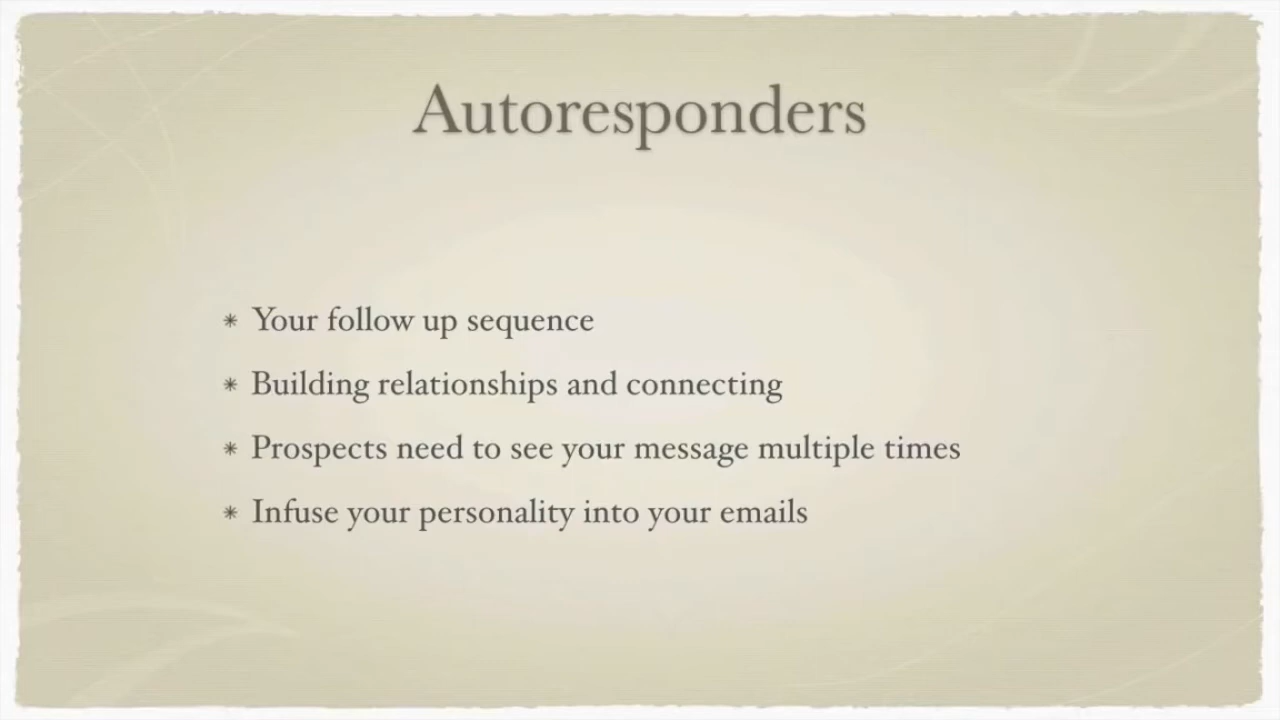 Autoresponders
* Your follow up sequence
* Building relationships and connecting
* Prospects need to see your message multiple times
* Infuse your personality into your emails